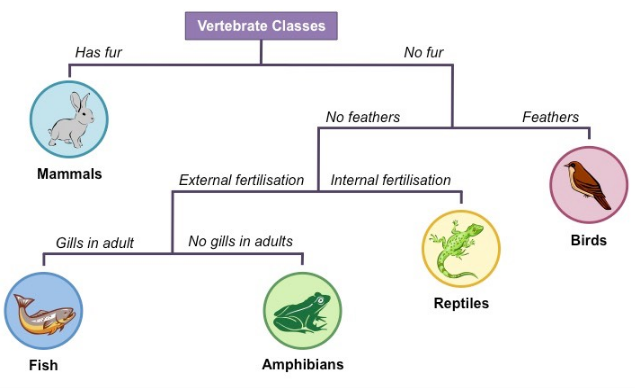 Vertebrate Classes
Has fur
No fur
Mammals
No feathers
Feathers
External fertilisation
Internal fertilisation
Birds
Gills in adult
No gills in adults
Reptiles
Fish
Amphibians